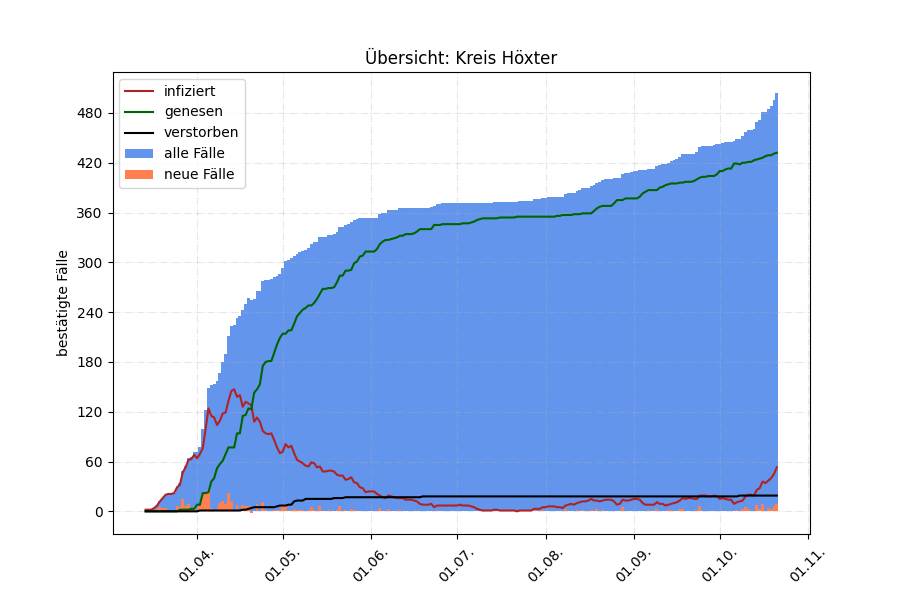 Übersicht: Kreis Höxter
infiziert
genesen
verstorben
alle Fälle
neue Fälle
bestätigte Fälle
480
420
360
300
240
180
120
60
0
01.04.
01.05.
01.06.
01.07.
01.08.
01.09.
01.10.
01.11.